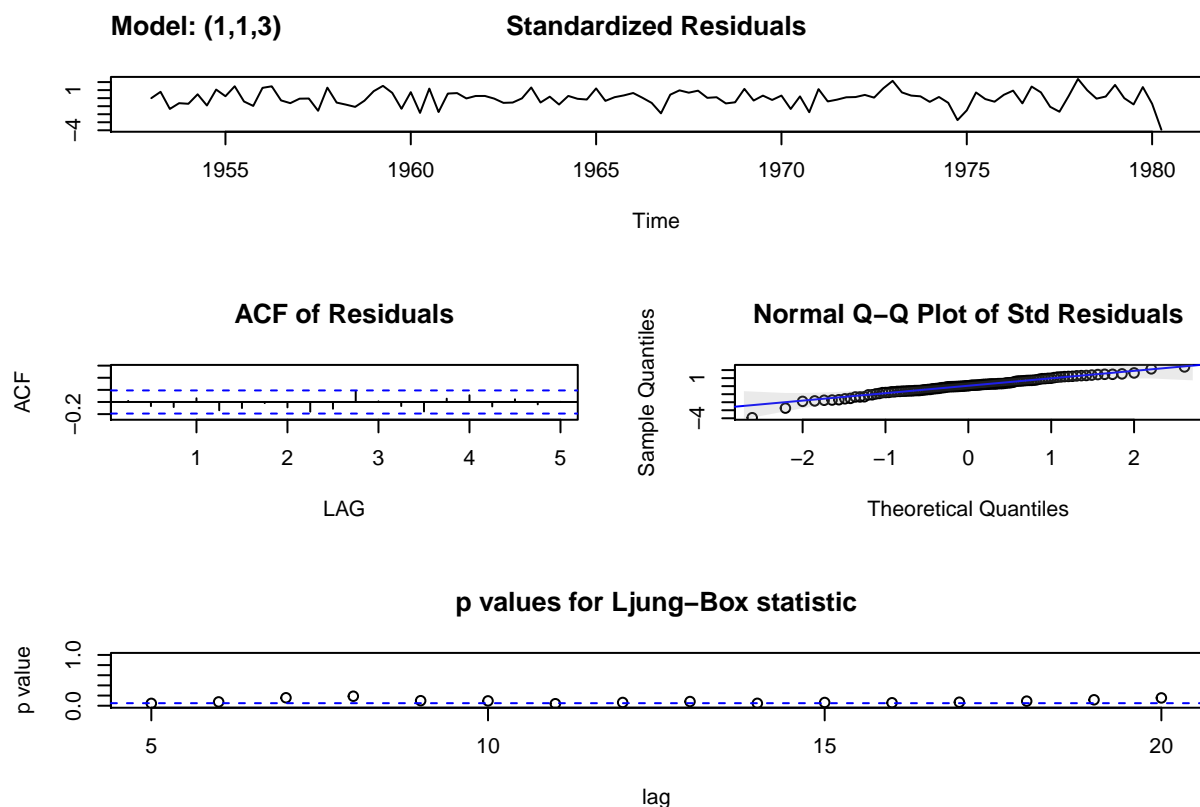 Model: (1,1,3) Standardized Residuals
1
−4
1955 1960 1965 1970 1975 1980
Time
ACF of Residuals
ACF
−0.2
1 2 3 4 5
LAG
Normal Q−Q Plot of Std Residuals
Sample Quantiles
1
−4
−2 −1 0 1 2
Theoretical Quantiles
p values for Ljung−Box statistic
p value
1.0
0.0
5 10 15 20
lag